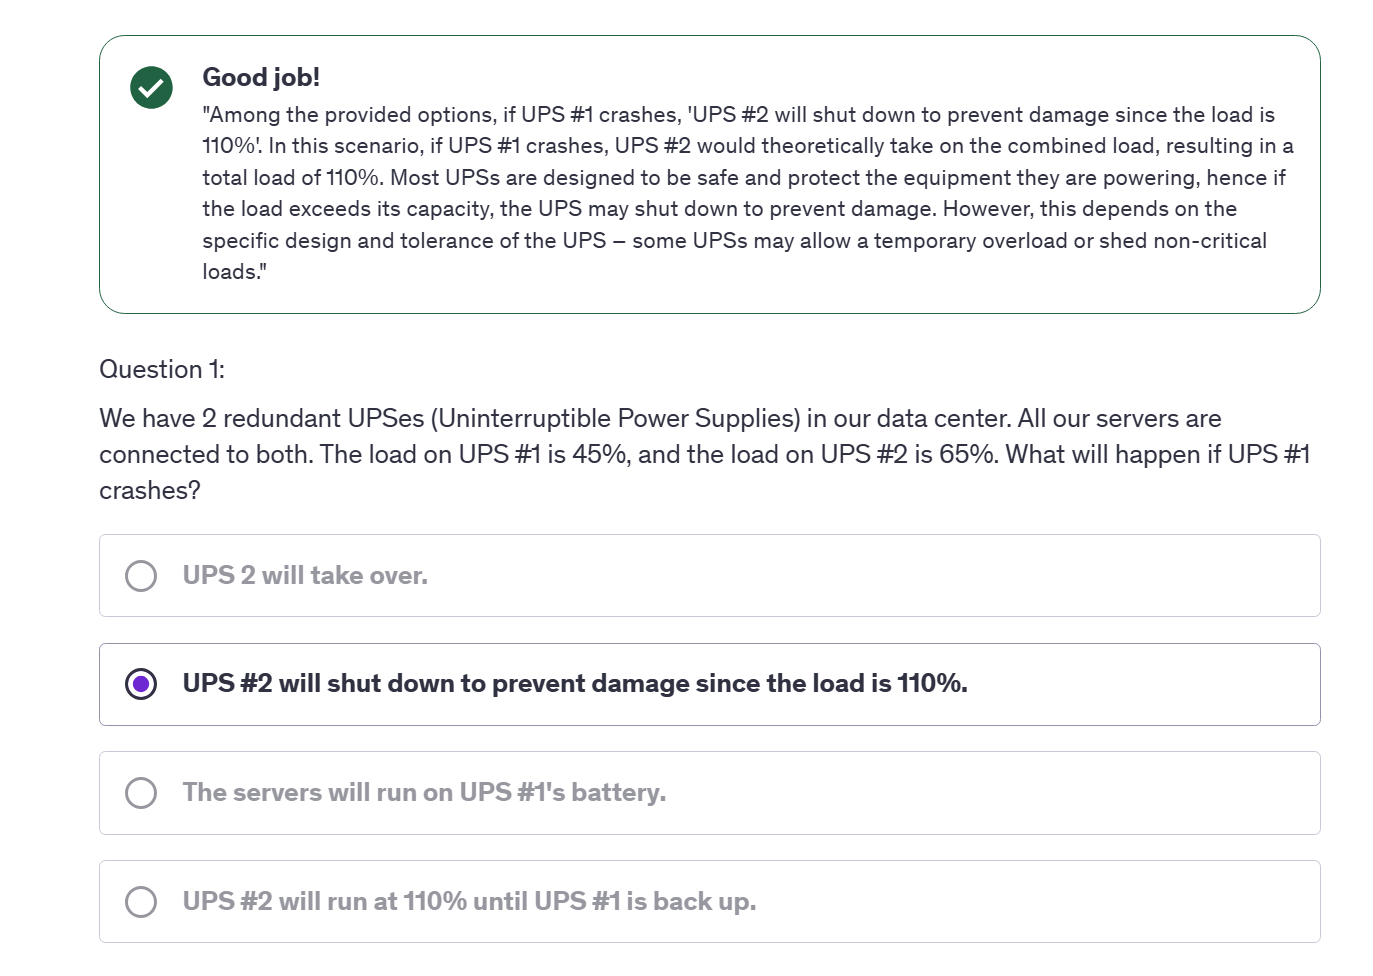 Good job!
"Among the provided options, if UPS #1 crashes, 'UPS #2 will shut down to prevent damage since the load is
110%'. In this scenario, if UPS #1 crashes, UPS #2 would theoretically take on the combined load, resulting in a
total load of 110%. Most UPSs are designed to be safe and protect the equipment they are powering, hence if
the load exceeds its capacity, the UPS may shut down to prevent damage. However, this depends on the
specific design and tolerance of the UPS – some UPSs may allow a temporary overload or shed non-critical
loads."
Question 1:
We have 2 redundant UPSes (Uninterruptible Power Supplies) in our data center. All our servers are
connected to both. The load on UPS #1 is 45%, and the load on UPS #2 is 65%. What will happen if UPS #1
crashes?
UPS 2 will take over.
UPS #2 will shut down to prevent damage since the load is 110%.
The servers will run on UPS #1's battery.
UPS #2 will run at 110% until UPS #1 is back up.